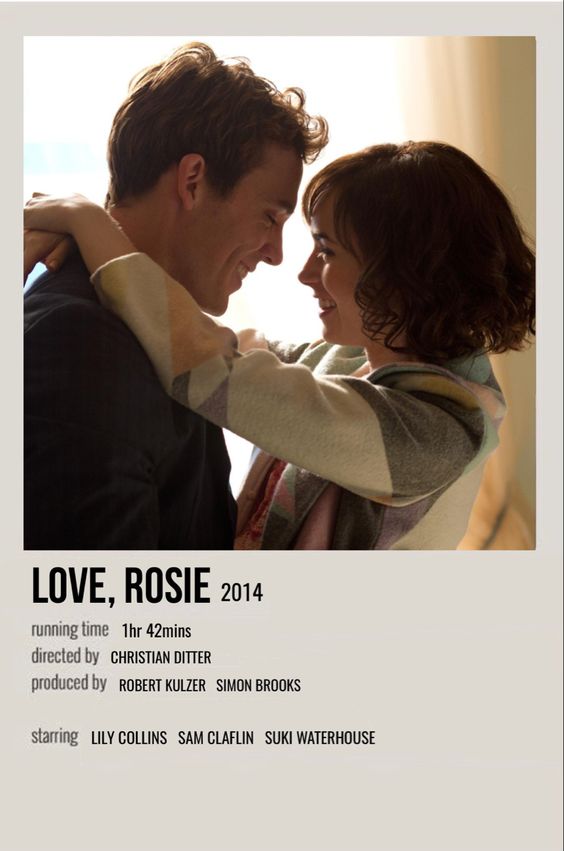 LOVE, ROSIE 2014
running time 1hr 42mins
directed by CHRISTIAN DITTER
produced by ROBERT KULZER SIMON BROOKS
starring LILY COLLINS SAM CLAFLIN SUKI WATERHOUSE